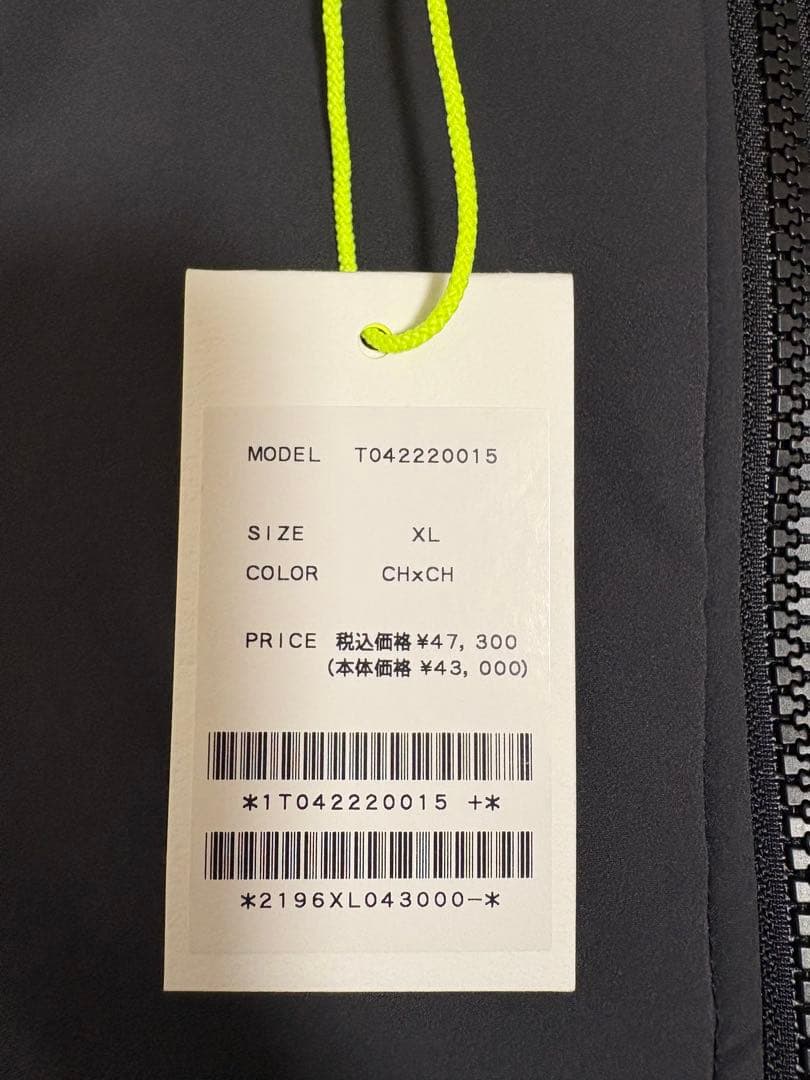 MODEL T042220015
SIZE XL
COLOR CHxCH
PRICE 税込価格 ¥47, 300
(本体価格 ¥43, 000)
*1T042220015 +*
*2196XL043000-*